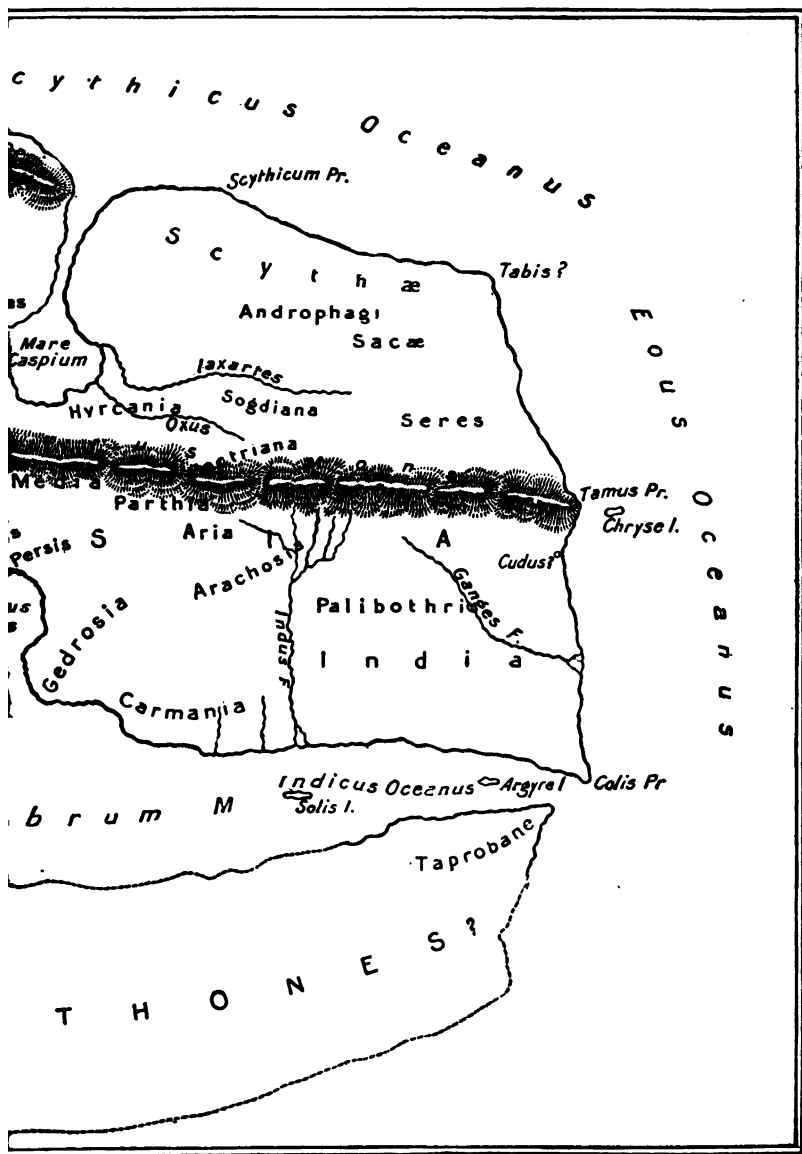 cythicus Oceanus
Scythicum Pr.
Scythæ
Tabis?
Androphagi
Sacæ
Eous Oceanus
Mare
Caspium
Iaxartes
Sogdiana
Hyrcania
Oxus
Seres
Media
Parthia
Tamus Pr.
Chryse I.
Persis
S I A
Aria
Arachosia
Cudus?
Gedrosia
Indus F.
Palibothri
Ganges F.
India
Carmania
Indicus Oceanus
Argyre I
Colis Pr
Solis I.
brum M
Taprobane
THONES?